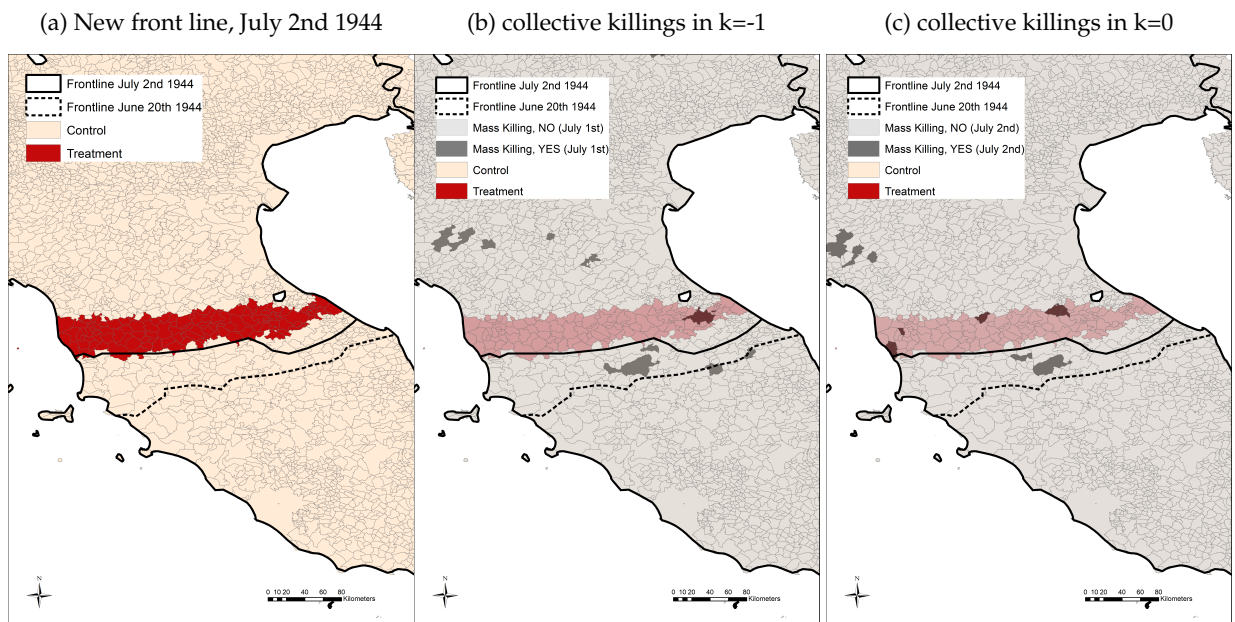 (a) New front line, July 2nd 1944
(b) collective killings in k=-1
(c) collective killings in k=0
Frontline July 2nd 1944
Frontline June 20th 1944
Control
Treatment
N
0 10 20 40 60 80
Kilometers
Frontline July 2nd 1944
Frontline June 20th 1944
Mass Killing, NO (July 1st)
Mass Killing, YES (July 1st)
Control
Treatment
N
0 10 20 40 60 80
Kilometers
Frontline July 2nd 1944
Frontline June 20th 1944
Mass Killing, NO (July 2nd)
Mass Killing, YES (July 2nd)
Control
Treatment
N
0 10 20 40 60 80
Kilometers